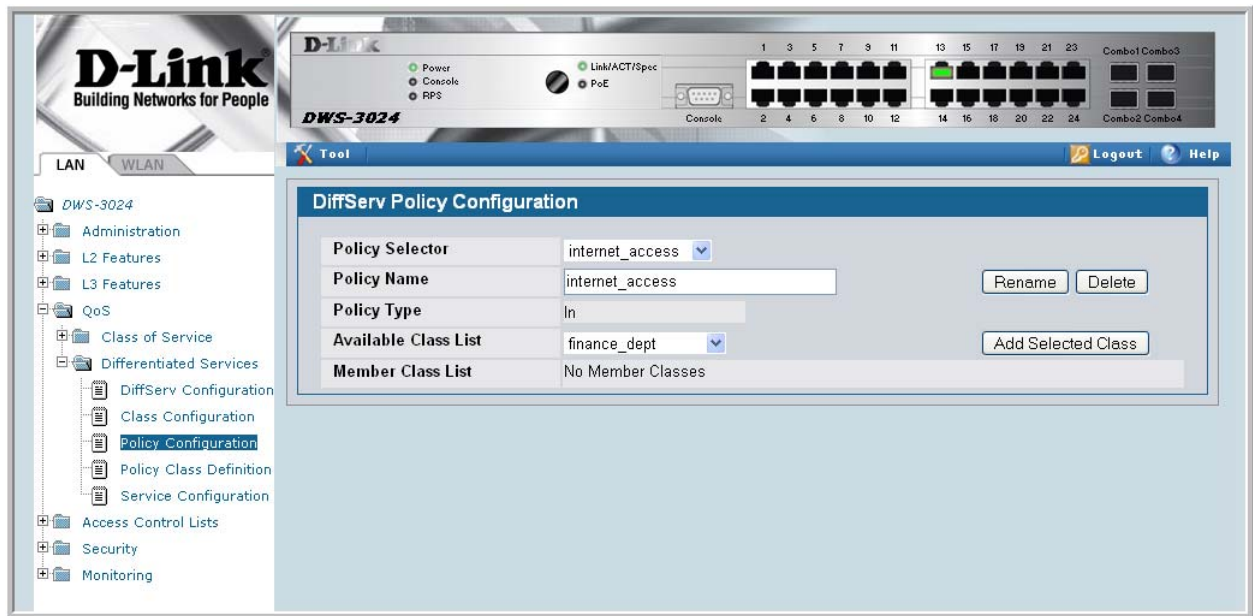 D-Link
Building Networks for People
LAN
WLAN
DWS-3024
Administration
L2 Features
L3 Features
QoS
Class of Service
Differentiated Services
DiffServ Configuration
Class Configuration
Policy Configuration
Policy Class Definition
Service Configuration
Access Control Lists
Security
Monitoring
D-Link
Power
Console
RPS
DWS-3024
Link/ACT/Spec
PoE
Console
1 3 5 7 9 11 13 15 17 19 21 23
2 4 6 8 10 12 14 16 18 20 22 24
Combo1 Combo3
Combo2 Combo4
Tool
Logout
Help
DiffServ Policy Configuration
Policy Selector internet_access
Policy Name internet_access Rename Delete
Policy Type In
Available Class List finance_dept Add Selected Class
Member Class List No Member Classes